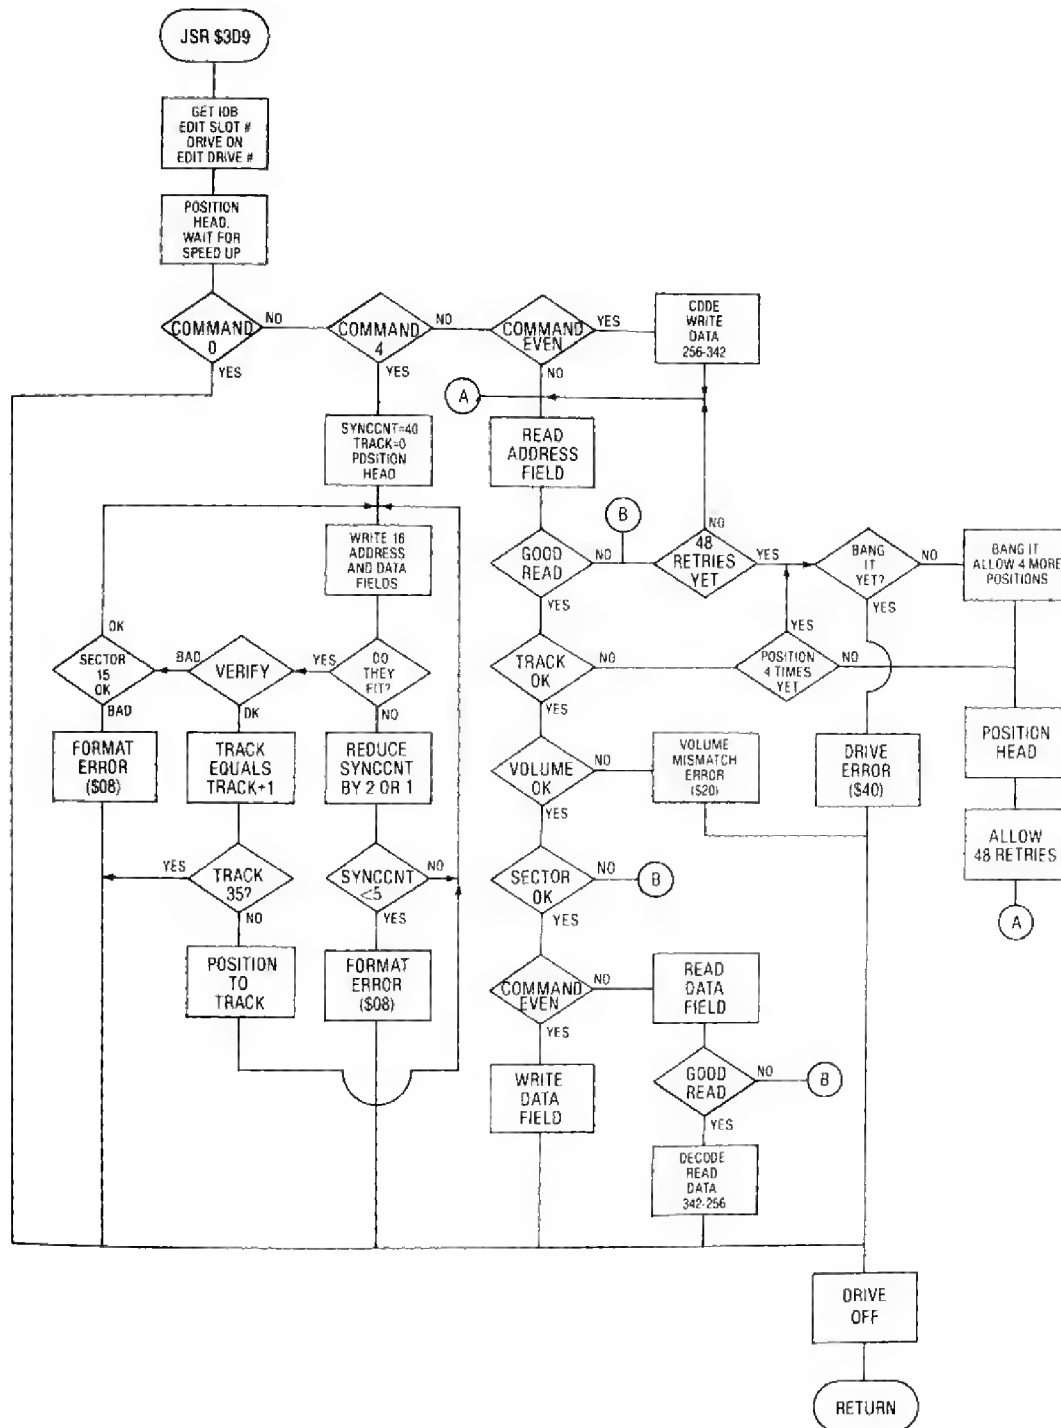 JSR $3D9
GET IOB
EDIT SLOT #
DRIVE ON
EDIT DRIVE #
POSITION
HEAD.
WAIT FOR
SPEED UP
COMMAND
0
NO
YES
COMMAND
4
NO
YES
COMMAND
EVEN
YES
NO
CODE
WRITE
DATA
256-342
A
SYNCCNT=40
TRACK=0
POSITION
HEAD
READ
ADDRESS
FIELD
B
WRITE 16
ADDRESS
AND DATA
FIELDS
GOOD
READ
NO
YES
48
RETRIES
YET
NO
YES
BANG
IT
YET?
NO
YES
BANG IT
ALLOW 4 MORE
POSITIONS
OK
SECTOR
15
OK
BAD
BAD
VERIFY
OK
YES
DO
THEY
FIT?
NO
TRACK
OK
NO
YES
YES
POSITION
4 TIMES
YET
NO
FORMAT
ERROR
($08)
TRACK
EQUALS
TRACK+1
REDUCE
SYNCCNT
BY 2 OR 1
VOLUME
OK
NO
YES
VOLUME
MISMATCH
ERROR
($20)
DRIVE
ERROR
($40)
POSITION
HEAD
YES
TRACK
35?
NO
SYNCCNT
<5
NO
YES
SECTOR
OK
NO
YES
B
ALLOW
48 RETRIES
A
POSITION
TO
TRACK
FORMAT
ERROR
($08)
COMMAND
EVEN
NO
YES
READ
DATA
FIELD
WRITE
DATA
FIELD
GOOD
READ
NO
YES
B
DECODE
READ
DATA
342-256
DRIVE
OFF
RETURN